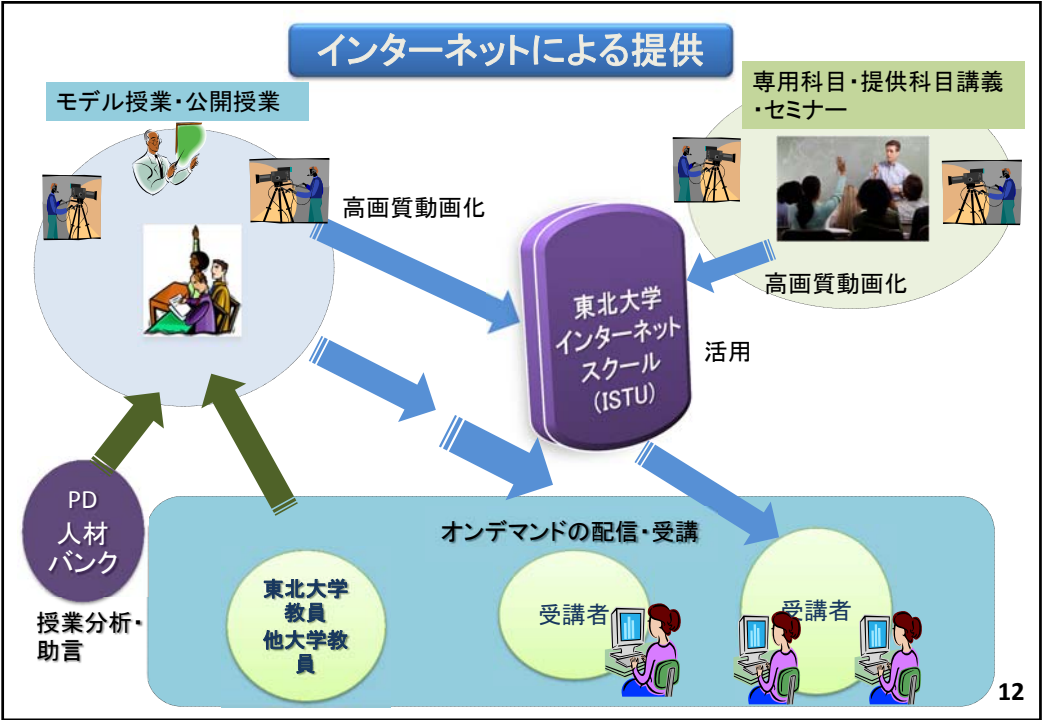 インターネットによる提供
モデル授業・公開授業
専用科目・提供科目講義
・セミナー
高画質動画化
高画質動画化
東北大学
インターネット
スクール
(ISTU)
活用
PD
人材
バンク
授業分析・
助言
オンデマンドの配信・受講
東北大学
教員
他大学教
員
受講者
受講者
12